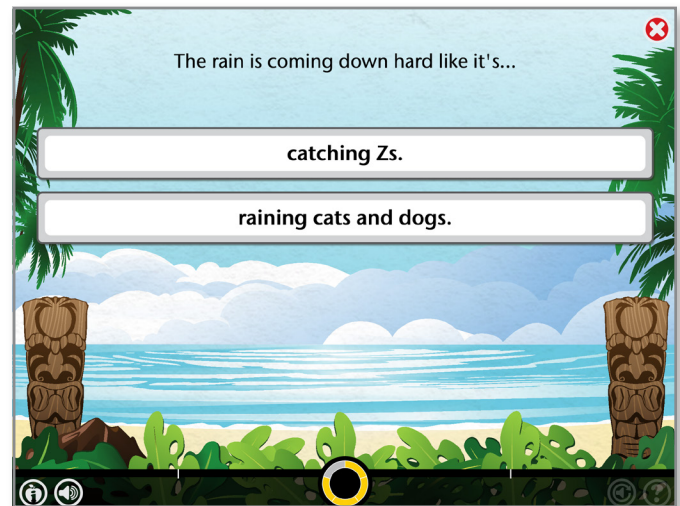 The rain is coming down hard like it's...
catching Zs.
raining cats and dogs.